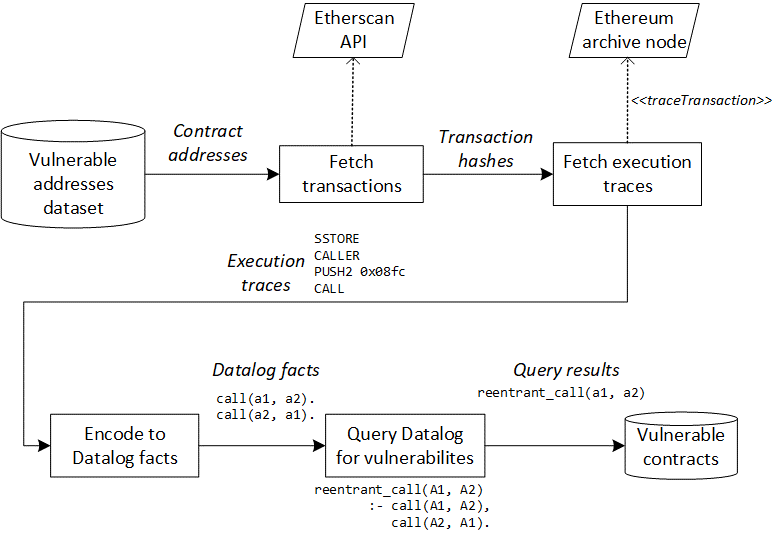 Etherscan
API
Ethereum
archive node
<<traceTransaction>>
Contract
addresses
Transaction
hashes
Vulnerable
addresses
dataset
Fetch
transactions
Fetch execution
traces
Execution
traces
SSTORE
CALLER
PUSH2 0x08fc
CALL
Datalog facts
call(a1, a2).
call(a2, a1).
Query results
reentrant_call(a1, a2)
Encode to
Datalog facts
Query Datalog
for vulnerabilites
Vulnerable
contracts
reentrant_call(A1, A2)
:- call(A1, A2),
call(A2, A1).